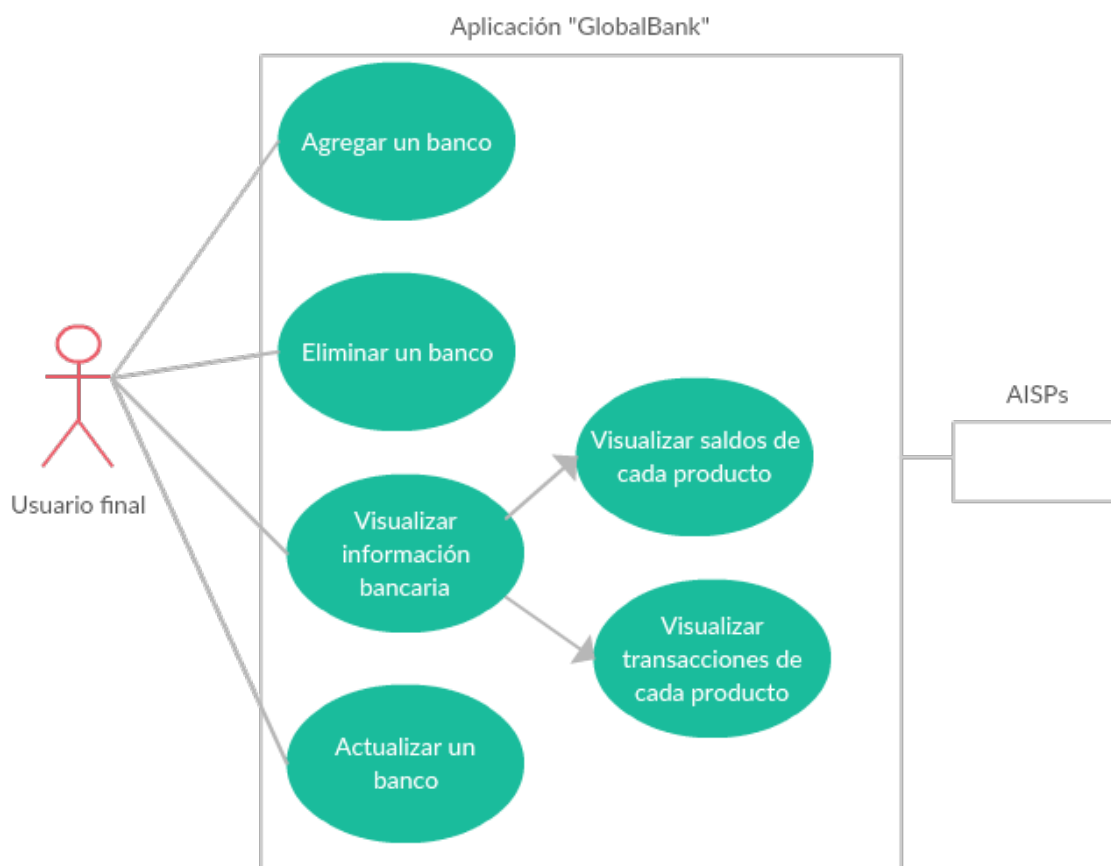 Aplicación "GlobalBank"
Agregar un banco
Eliminar un banco
Usuario final
Visualizar
información
bancaria
Actualizar un
banco
Visualizar saldos de
cada producto
Visualizar
transacciones de
cada producto
AISPs